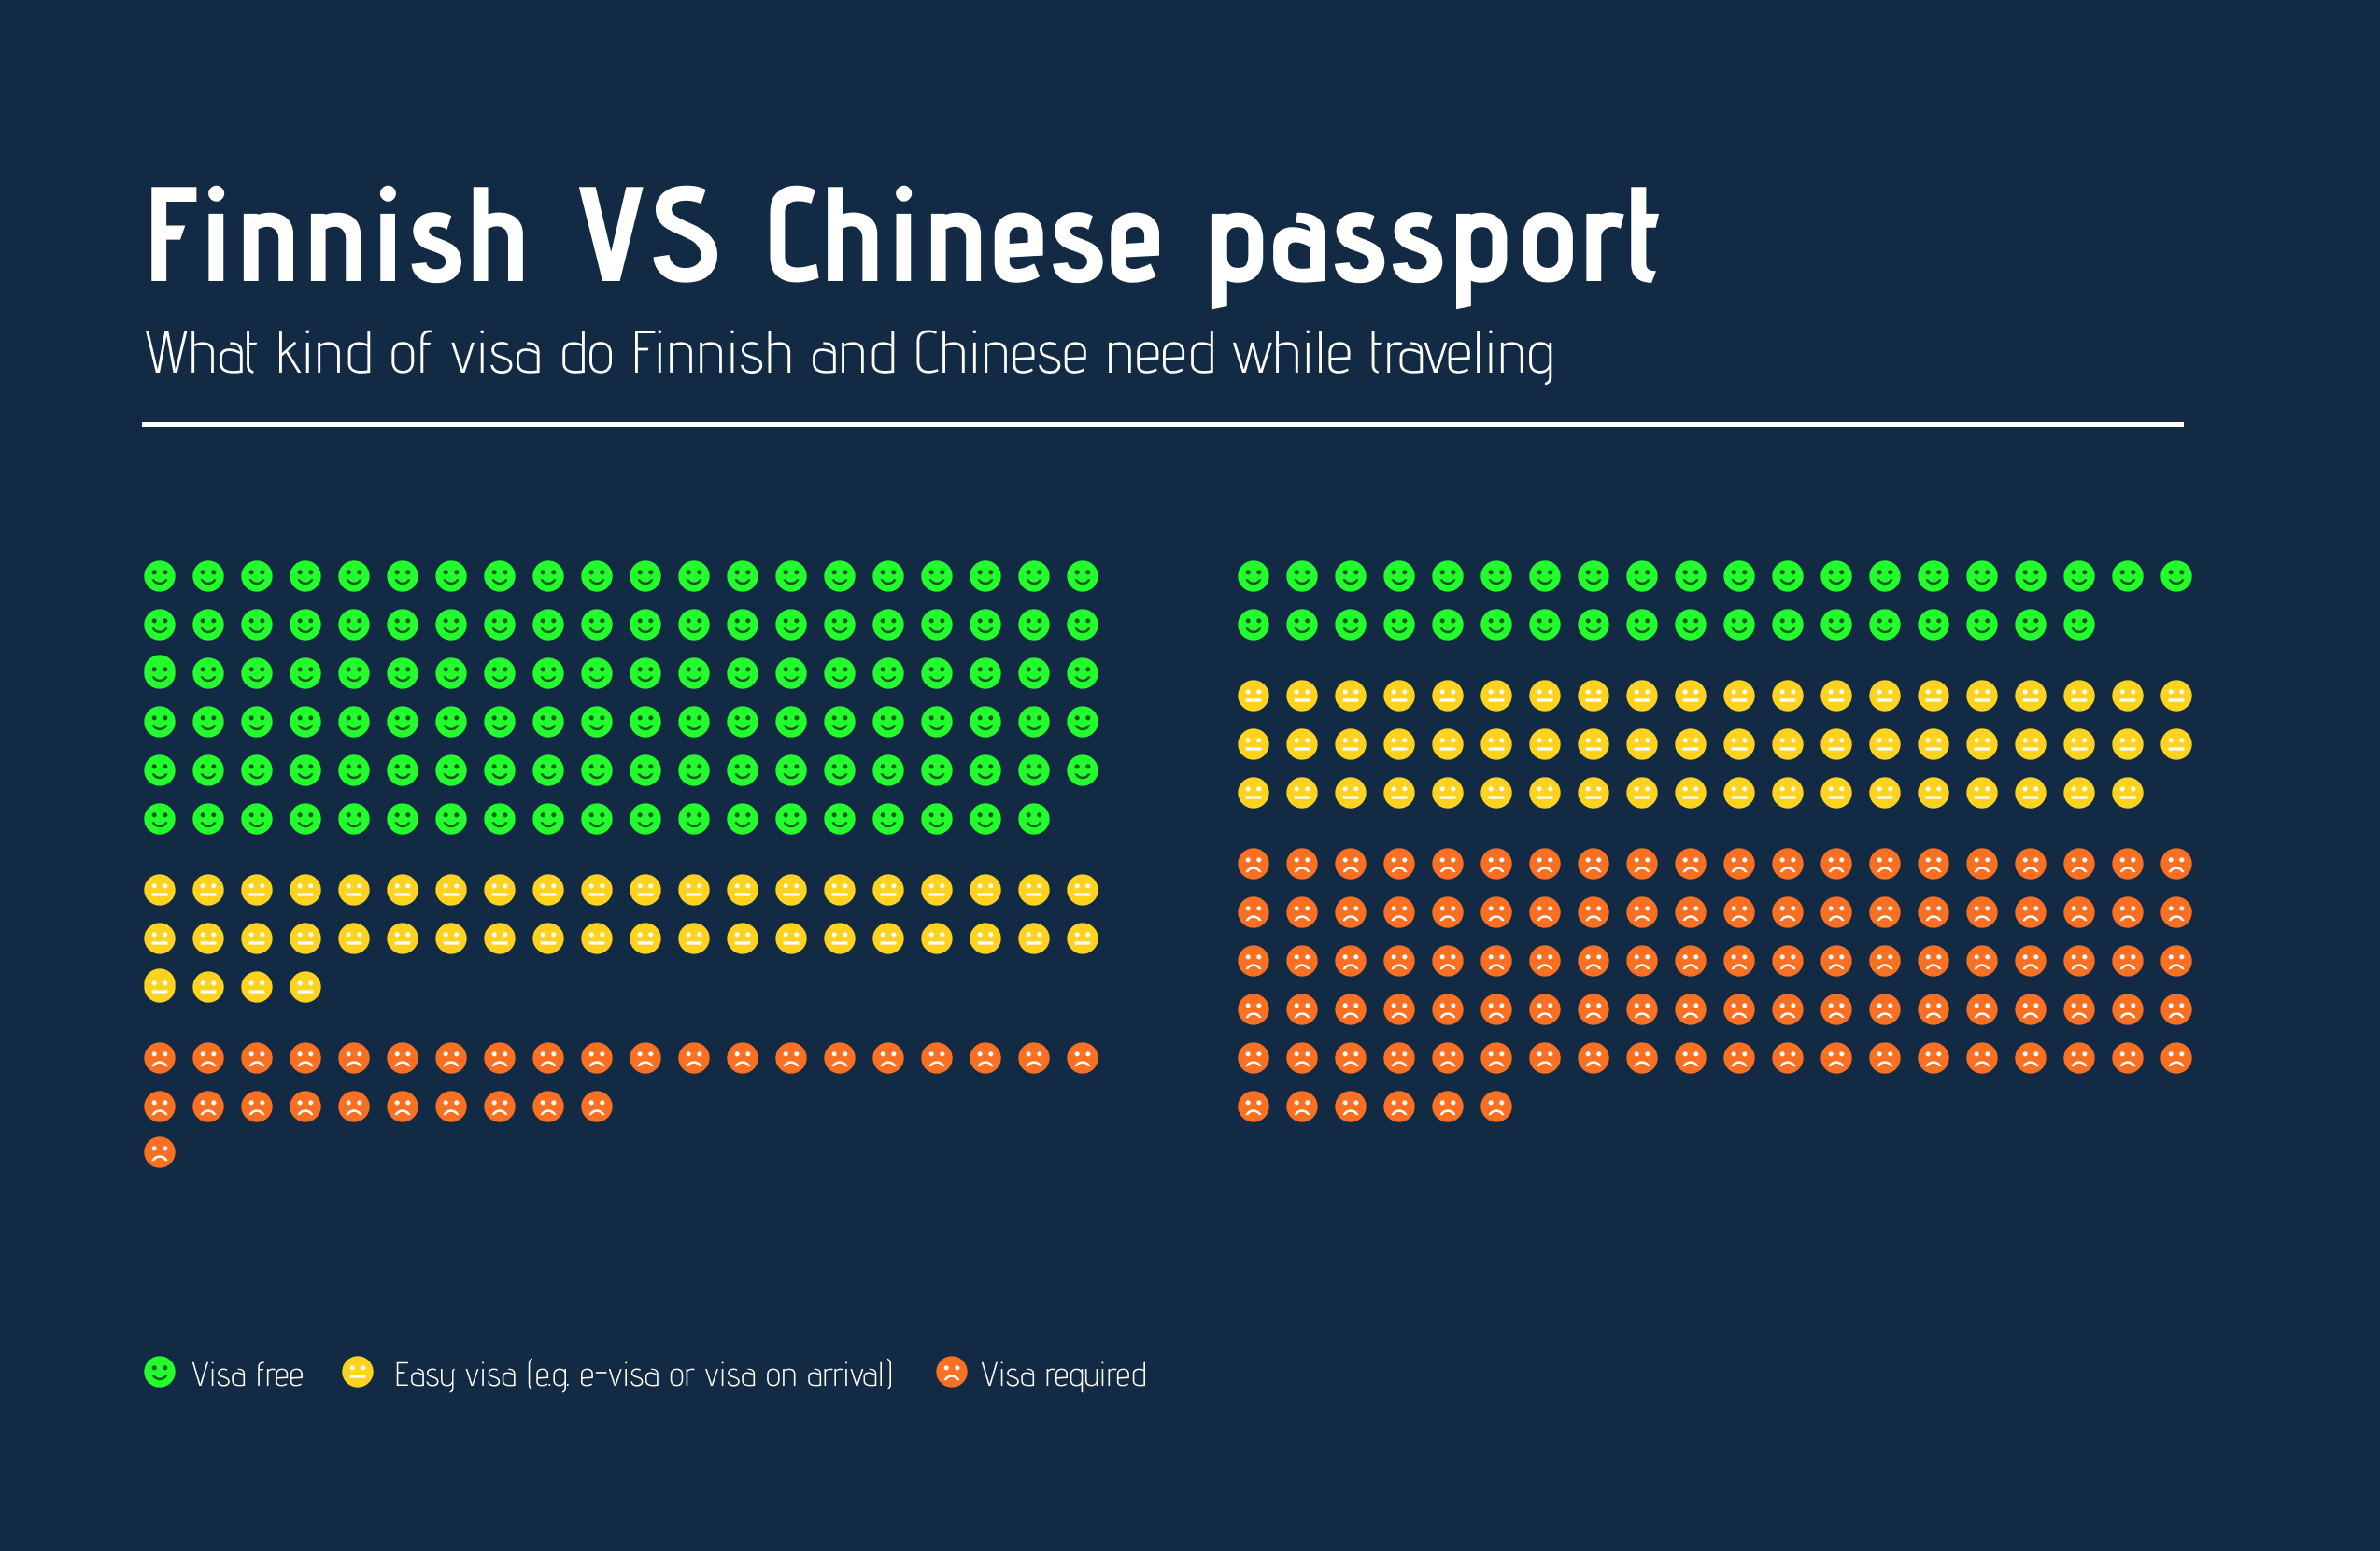 Finnish VS Chinese passport
What kind of visa do Finnish and Chinese need while traveling
Visa free Easy visa (eg. e-visa or visa on arrival) Visa required